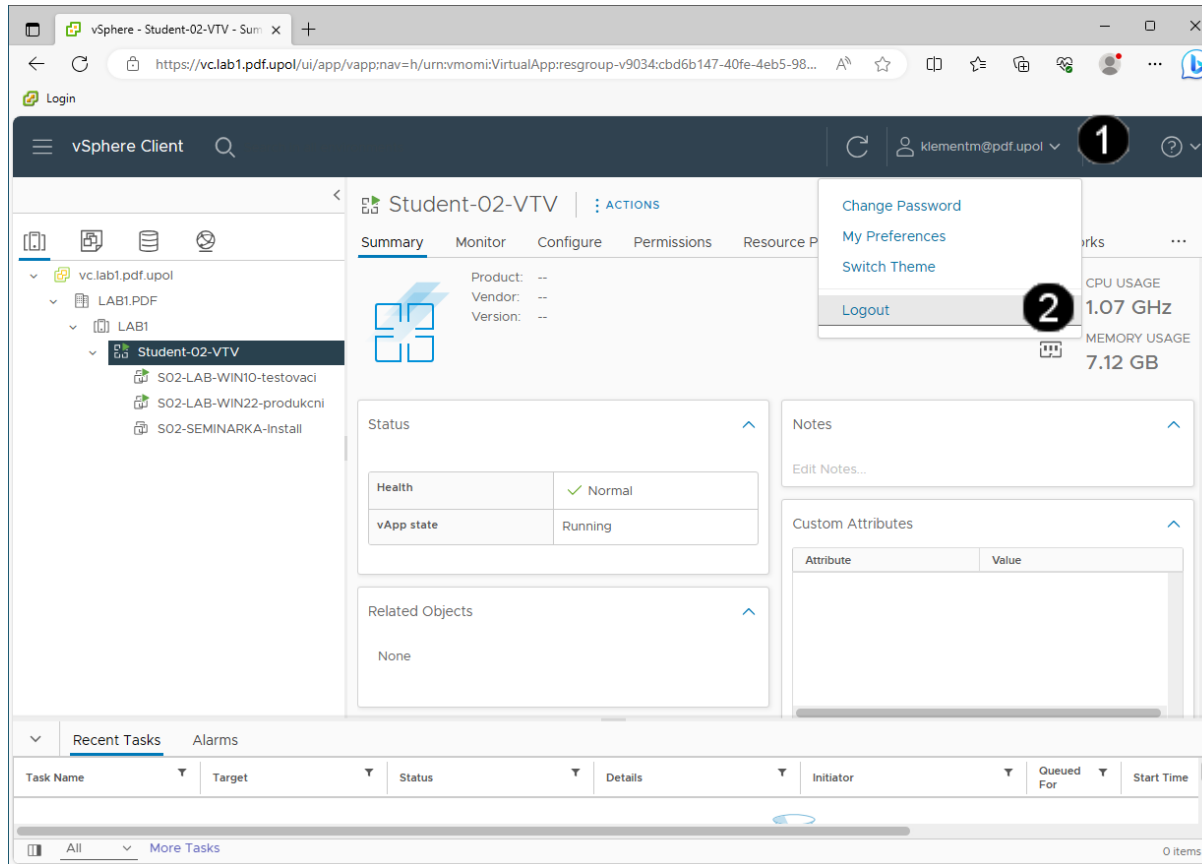 vSphere - Student-02-VTV - Sum
https://vc.lab1.pdf.upol/ui/app/vapp;nav=h/urn:vmomi:VirtualApp:resgroup-v9034:cbd6b147-40fe-4eb5-98...
Login
vSphere Client
klementm@pdf.upol
1
Student-02-VTV
ACTIONS
Change Password
My Preferences
Switch Theme
Logout
2
Summary Monitor Configure Permissions Resource P rks
vc.lab1.pdf.upol
LAB1.PDF
LAB1
Student-02-VTV
S02-LAB-WIN10-testovaci
S02-LAB-WIN22-produkcni
S02-SEMINARKA-Install
Product: --
Vendor: --
Version: --
CPU USAGE
1.07 GHz
MEMORY USAGE
7.12 GB
Status
Health Normal
vApp state Running
Related Objects
None
Notes
Edit Notes...
Custom Attributes
Attribute Value
Recent Tasks Alarms
Task Name Target Status Details Initiator Queued For Start Time
All More Tasks 0 items